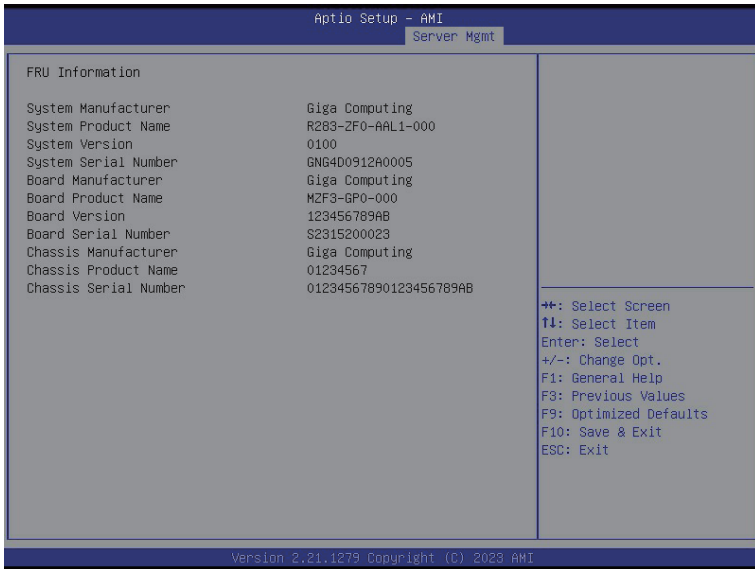 Aptio Setup – AMI
Server Mgmt
FRU Information
System Manufacturer Giga Computing
System Product Name R283-ZF0-AAL1-000
System Version 0100
System Serial Number GNG4D0912A0005
Board Manufacturer Giga Computing
Board Product Name MZF3-GP0-000
Board Version 123456789AB
Board Serial Number S2315200023
Chassis Manufacturer Giga Computing
Chassis Product Name 01234567
Chassis Serial Number 01234567890123456789AB
→←: Select Screen
↑↓: Select Item
Enter: Select
+/-: Change Opt.
F1: General Help
F3: Previous Values
F9: Optimized Defaults
F10: Save & Exit
ESC: Exit
Version 2.21.1279 Copyright (C) 2023 AMI